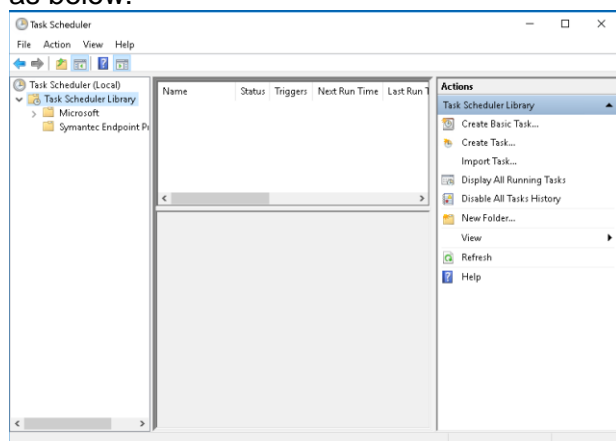 as below.
Task Scheduler
File Action View Help
Task Scheduler (Local)
Task Scheduler Library
Microsoft
Symantec Endpoint
Name Status Triggers Next Run Time Last Run
Actions
Task Scheduler Library
Create Basic Task...
Create Task...
Import Task...
Display All Running Tasks
Disable All Tasks History
New Folder...
View
Refresh
Help